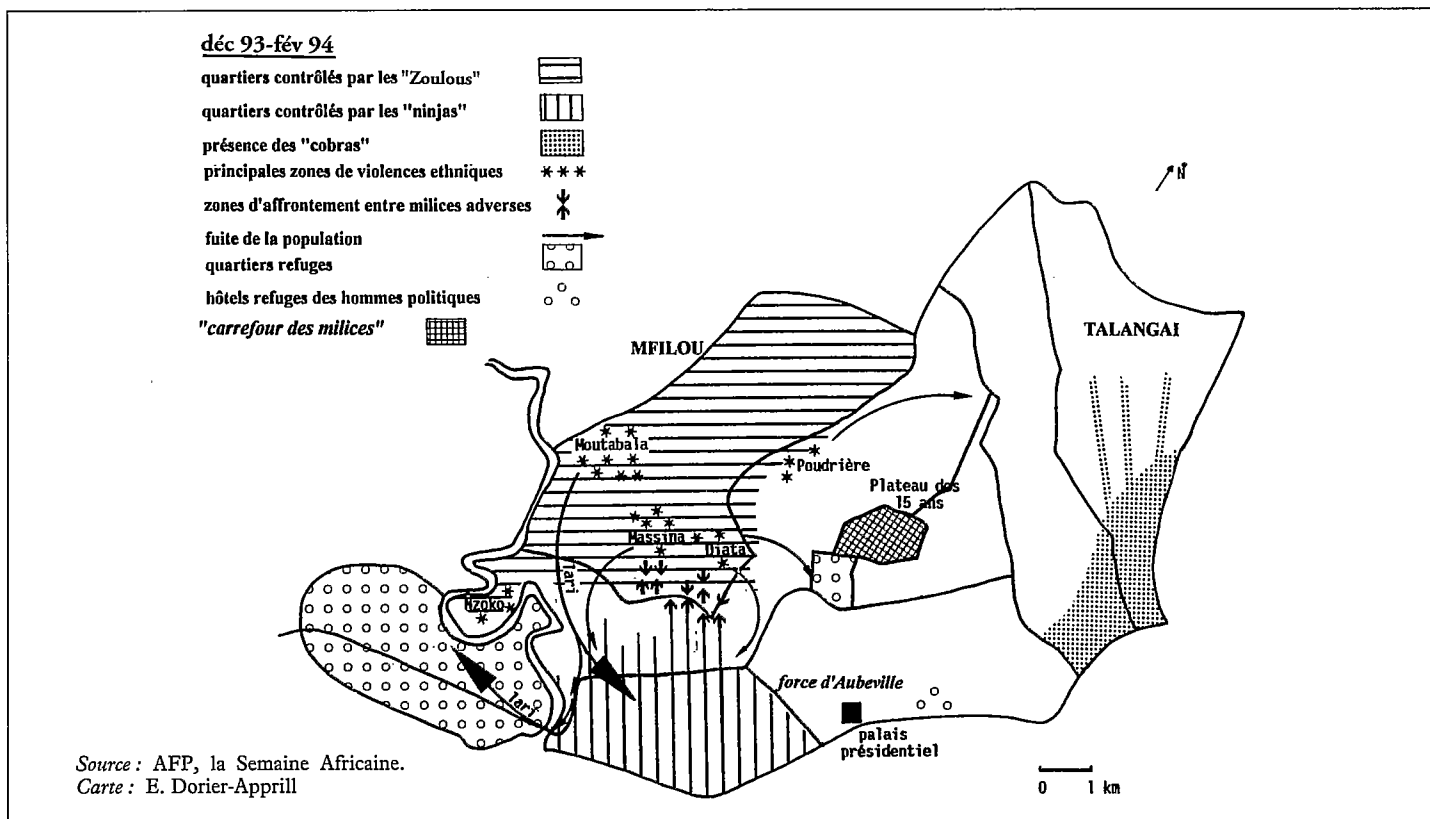 déc 93-fév 94
quartiers contrôlés par les "Zoulous"
quartiers contrôlés par les "ninjas"
présence des "cobras"
principales zones de violences ethniques
zones d'affrontement entre milices adverses
fuite de la population
quartiers refuges
hôtels refuges des hommes politiques
"carrefour des milices"
N
MFILOU
TALANGAI
Moutabala
Poudrière
Plateau des
15 ans
Massina
Diata
lari
Nzoko
lari
force d'Aubeville
palais
présidentiel
Source : AFP, la Semaine Africaine.
Carte : E. Dorier-Apprill
0 1 km